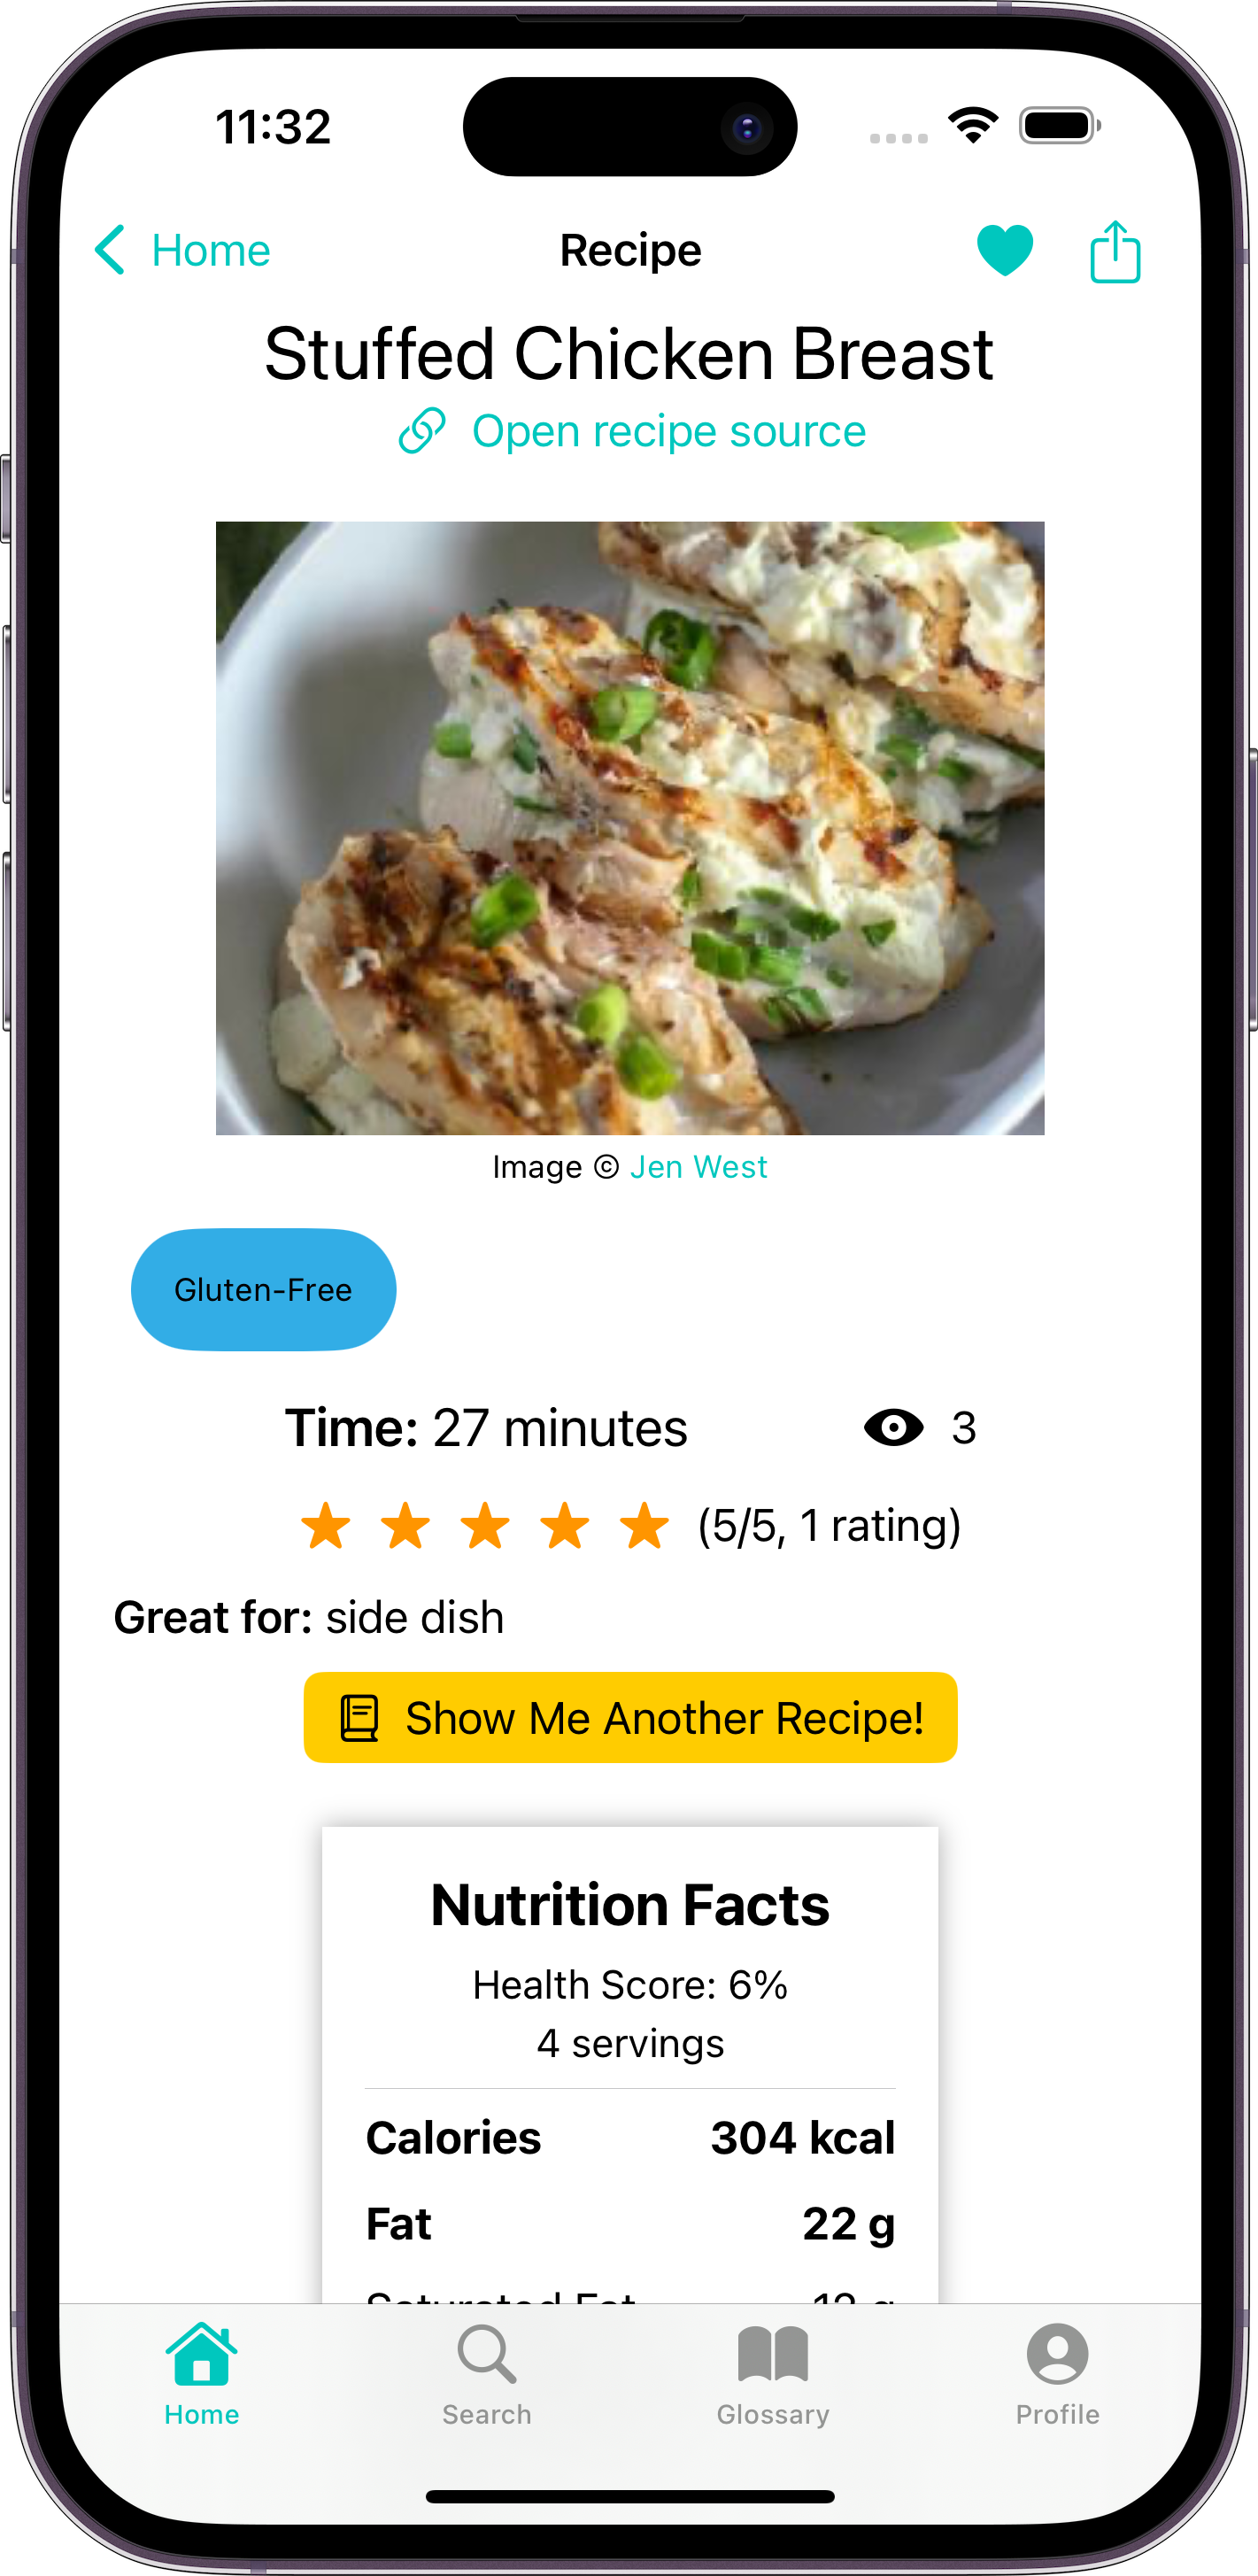 11:32
Home
Recipe
Stuffed Chicken Breast
Open recipe source
Image © Jen West
Gluten-Free
Time: 27 minutes
3
(5/5, 1 rating)
Great for: side dish
Show Me Another Recipe!
Nutrition Facts
Health Score: 6%
4 servings
Calories 304 kcal
Fat 22 g
Saturated Fat
Home
Search
Glossary
Profile